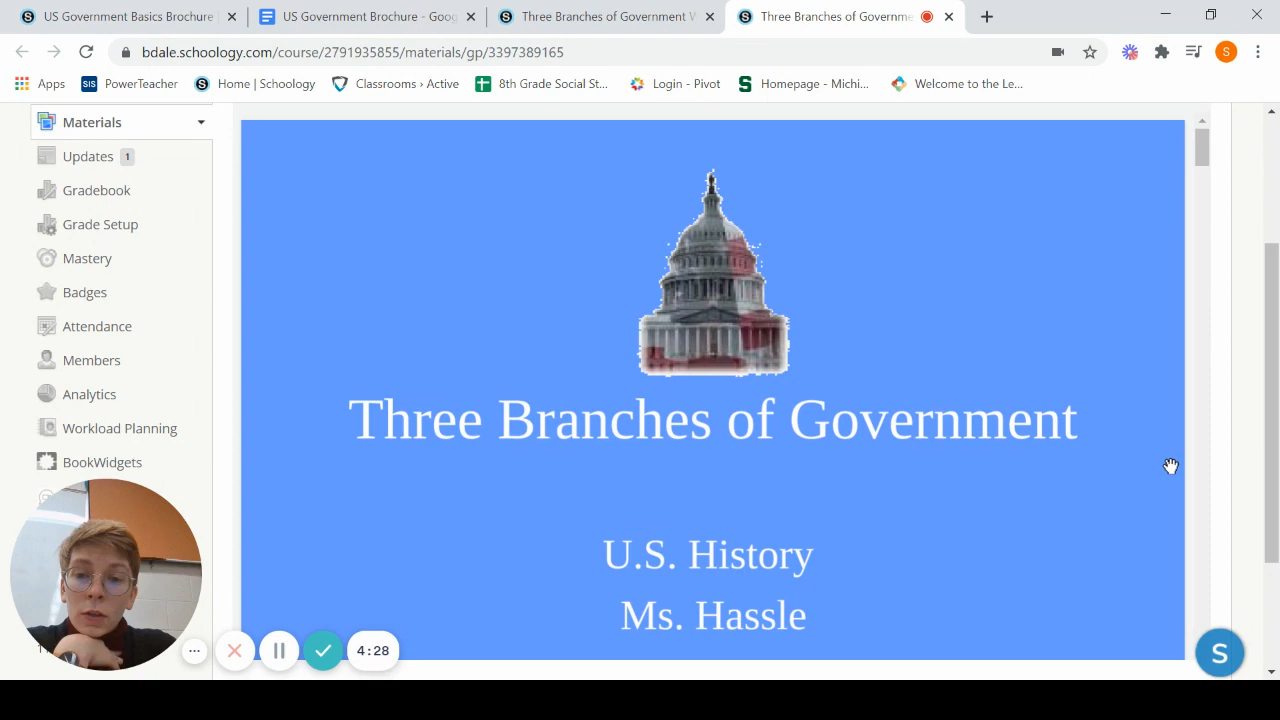 US Government Basics Brochure
US Government Brochure - Goog
Three Branches of Government V
Three Branches of Governme
bdale.schoology.com/course/2791935855/materials/gp/3397389165
S
Apps
SIS
PowerTeacher
Home | Schoology
Classrooms › Active
8th Grade Social St...
Login - Pivot
Homepage - Michi...
Welcome to the Le...
Materials
Updates 1
Gradebook
Grade Setup
Mastery
Badges
Attendance
Members
Analytics
Workload Planning
BookWidgets
Three Branches of Government
U.S. History
Ms. Hassle
4:28
S